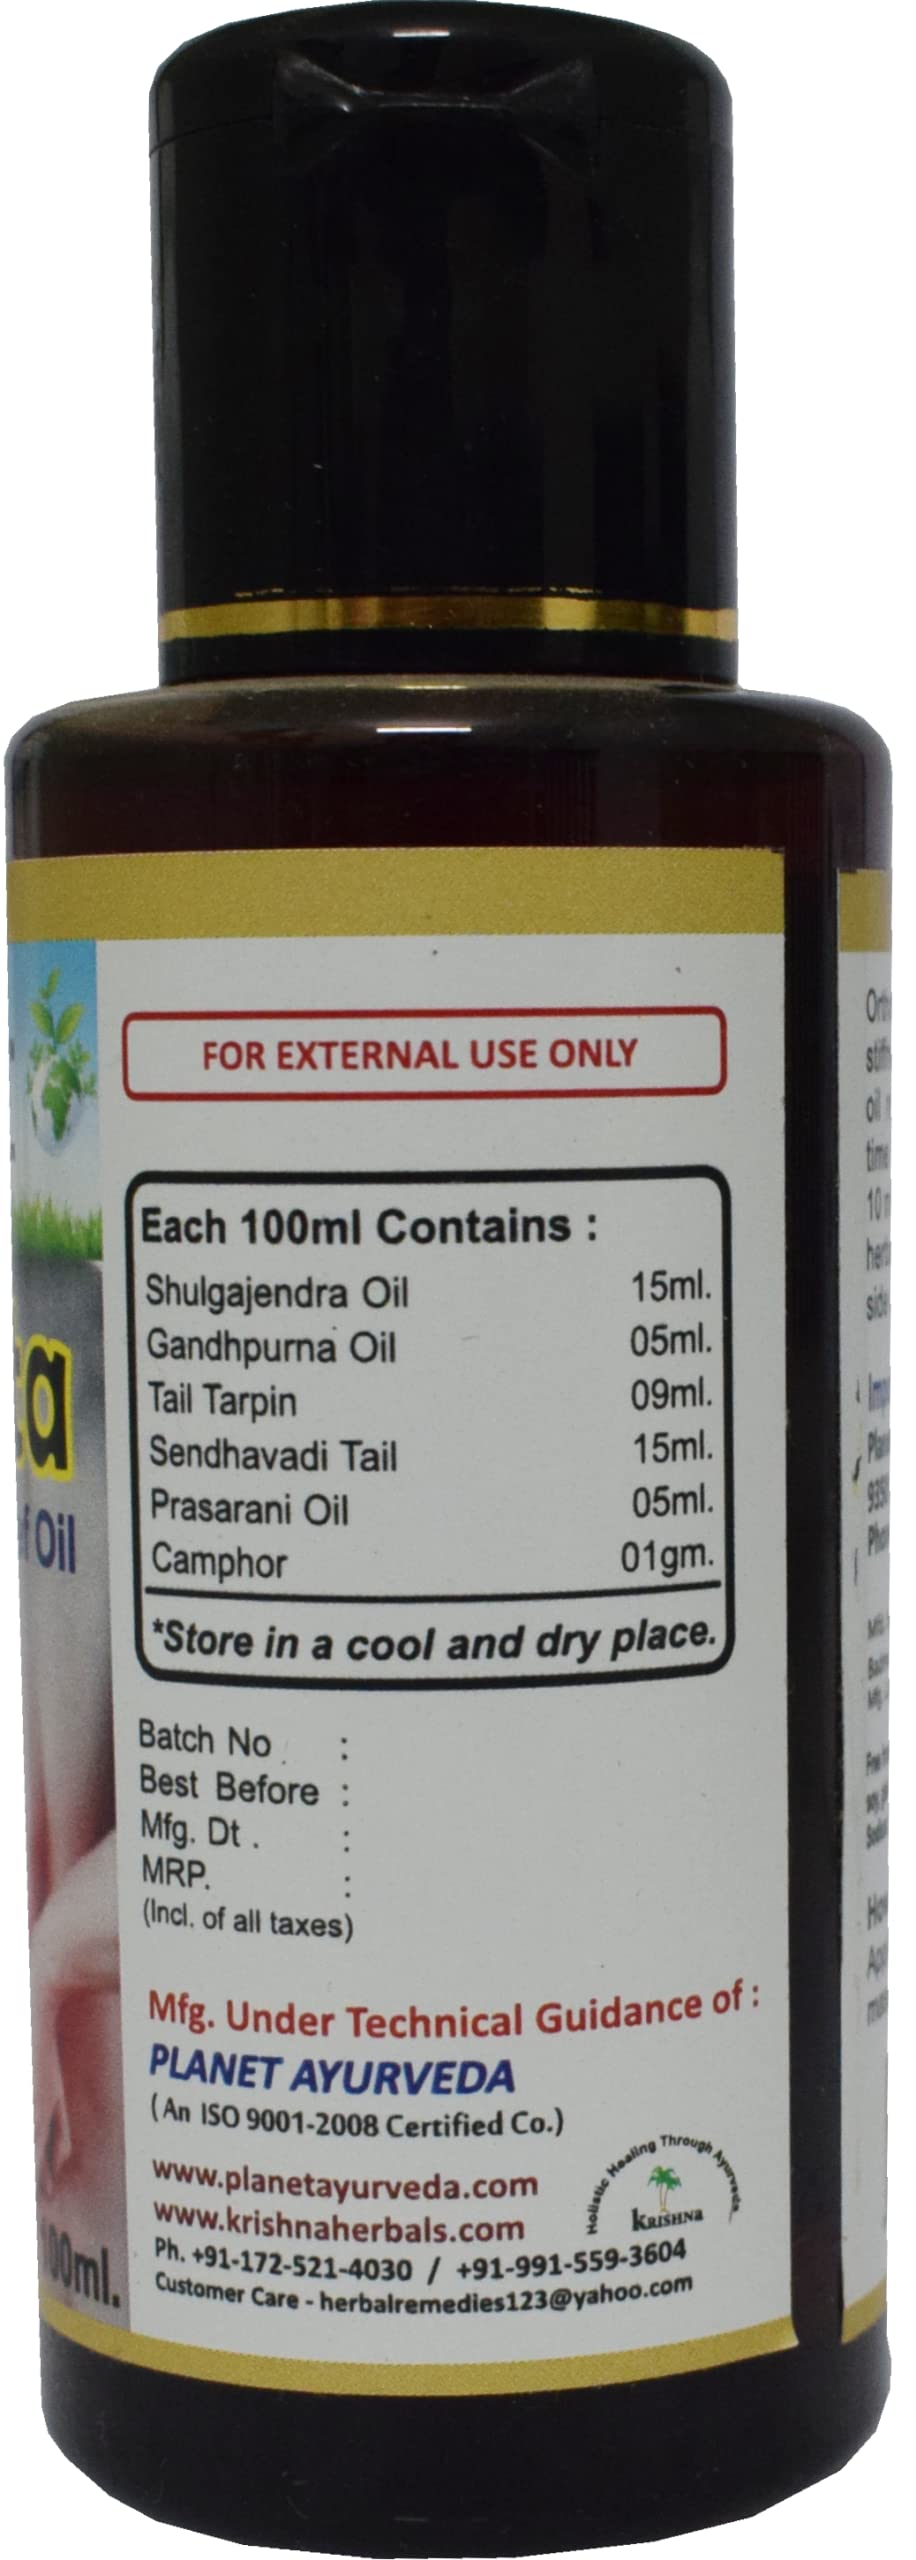 FOR EXTERNAL USE ONLY
Each 100ml Contains :
Shulgajendra Oil 15ml.
Gandhpurna Oil 05ml.
Tail Tarpin 09ml.
Sendhavadi Tail 15ml.
Prasarani Oil 05ml.
Camphor 01gm.
*Store in a cool and dry place.
Batch No :
Best Before :
Mfg. Dt . :
MRP. :
(Incl. of all taxes)
Mfg. Under Technical Guidance of :
PLANET AYURVEDA
(An ISO 9001-2008 Certified Co.)
www.planetayurveda.com
www.krishnaherbals.com
Ph. +91-172-521-4030 / +91-991-559-3604
Customer Care - herbalremedies123@yahoo.com
Holistic Healing Through Ayurveda
KRISHNA
Oil